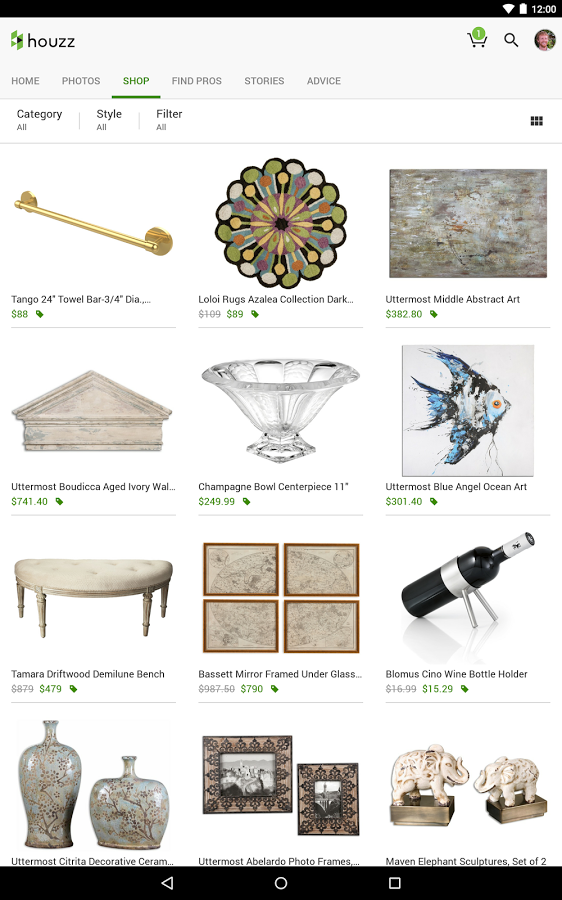 12:00
houzz
1
HOME PHOTOS SHOP FIND PROS STORIES ADVICE
Category Style Filter
All All All
Tango 24" Towel Bar-3/4" Dia.,... Loloi Rugs Azalea Collection Dark... Uttermost Middle Abstract Art
$88 $109 $89 $382.80
Uttermost Boudicca Aged Ivory Wal... Champagne Bowl Centerpiece 11" Uttermost Blue Angel Ocean Art
$741.40 $249.99 $301.40
Tamara Driftwood Demilune Bench Bassett Mirror Framed Under Glass... Blomus Cino Wine Bottle Holder
$879 $479 $987.50 $790 $16.99 $15.29
Uttermost Citrita Decorative Ceram... Uttermost Abelardo Photo Frames,... Maven Elephant Sculptures, Set of 2